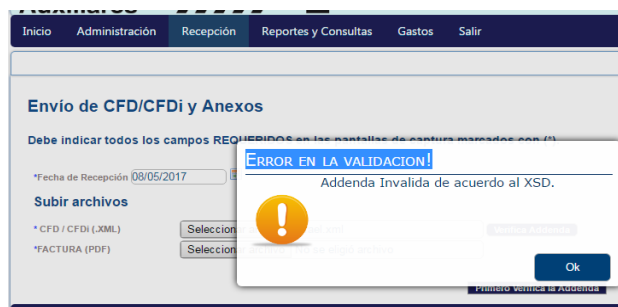 Inicio Administración Recepción Reportes y Consultas Gastos Salir
Envío de CFD/CFDi y Anexos
Debe indicar todos los campos REQUERIDOS en las pantallas de captura marcados con (*)
ERROR EN LA VALIDACION!
Addenda Invalida de acuerdo al XSD.
*Fecha de Recepción 08/05/2017
Subir archivos
* CFD / CFDi (.XML) Seleccionar
Verifica Addenda
*FACTURA (PDF) Seleccionar
Ok
Primero Verifica la Addenda